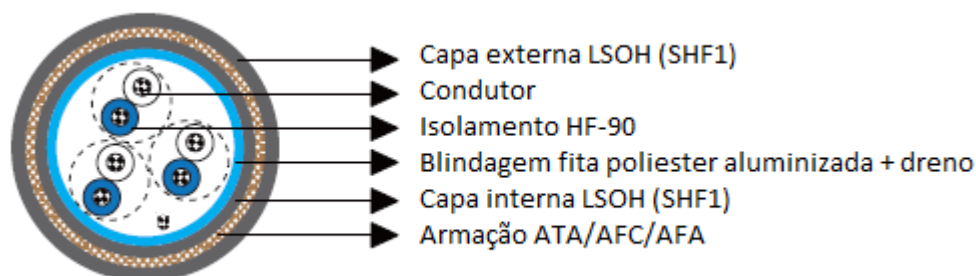 Capa externa LSOH (SHF1)
Condutor
Isolamento HF-90
Blindagem fita poliester aluminizada + dreno
Capa interna LSOH (SHF1)
Armação ATA/AFC/AFA